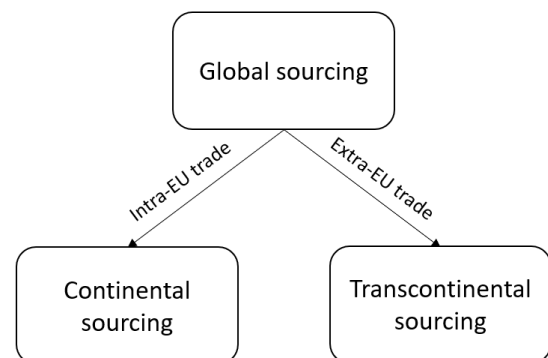 Global sourcing
Intra-EU trade
Extra-EU trade
Continental
sourcing
Transcontinental
sourcing